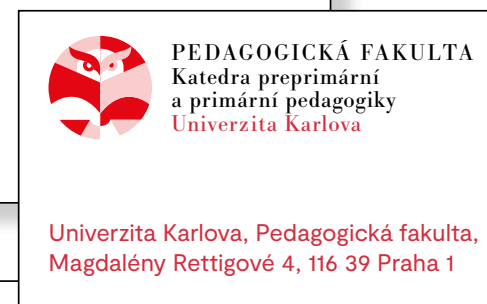 PEDAGOGICKÁ FAKULTA
Katedra preprimární
a primární pedagogiky
Univerzita Karlova
Univerzita Karlova, Pedagogická fakulta,
Magdalény Rettigové 4, 116 39 Praha 1